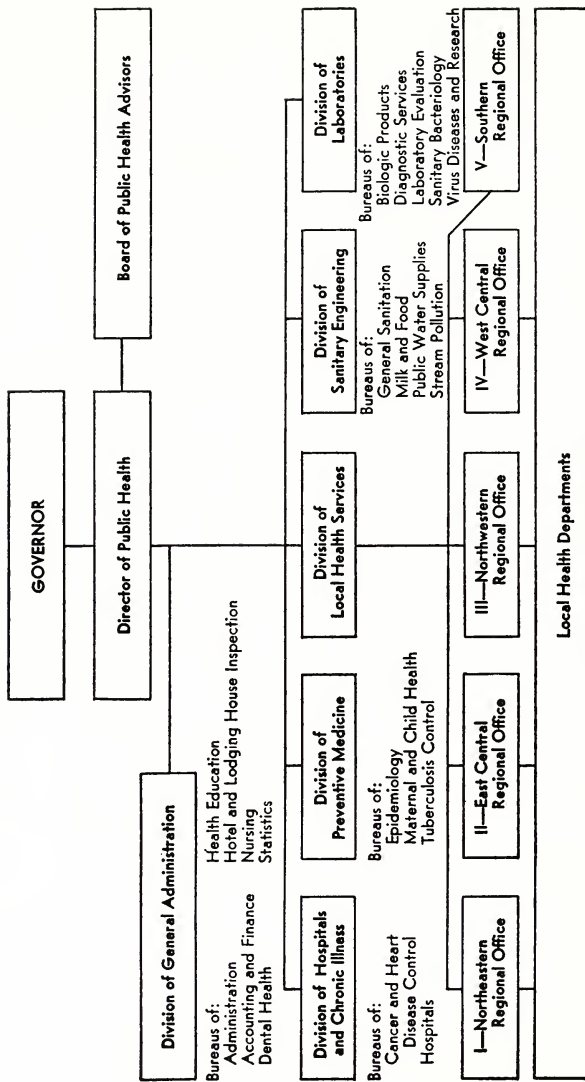 GOVERNOR
Director of Public Health
Board of Public Health Advisors
Division of General Administration
Bureaus of:
Administration
Accounting and Finance
Dental Health
Health Education
Hotel and Lodging House Inspection
Nursing
Statistics
Division of Hospitals
and Chronic Illness
Bureaus of:
Cancer and Heart
Disease Control
Hospitals
Division of
Preventive Medicine
Bureaus of:
Epidemiology
Maternal and Child Health
Tuberculosis Control
Division of
Local Health Services
Division of
Sanitary Engineering
Bureaus of:
General Sanitation
Milk and Food
Public Water Supplies
Stream Pollution
Division of
Laboratories
Bureaus of:
Biologic Products
Diagnostic Services
Laboratory Evaluation
Sanitary Bacteriology
Virus Diseases and Research
I—Northeastern
Regional Office
II—East Central
Regional Office
III—Northwestern
Regional Office
IV—West Central
Regional Office
V—Southern
Regional Office
Local Health Departments